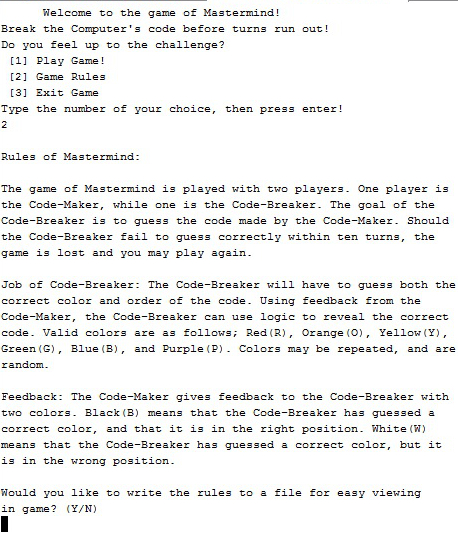 Welcome to the game of Mastermind!
Break the Computer's code before turns run out!
Do you feel up to the challenge?
[1] Play Game!
[2] Game Rules
[3] Exit Game
Type the number of your choice, then press enter!
2
Rules of Mastermind:
The game of Mastermind is played with two players. One player is
the Code-Maker, while one is the Code-Breaker. The goal of the
Code-Breaker is to guess the code made by the Code-Maker. Should
the Code-Breaker fail to guess correctly within ten turns, the
game is lost and you may play again.
Job of Code-Breaker: The Code-Breaker will have to guess both the
correct color and order of the code. Using feedback from the
Code-Maker, the Code-Breaker can use logic to reveal the correct
code. Valid colors are as follows; Red(R), Orange(O), Yellow(Y),
Green(G), Blue(B), and Purple(P). Colors may be repeated, and are
random.
Feedback: The Code-Maker gives feedback to the Code-Breaker with
two colors. Black(B) means that the Code-Breaker has guessed a
correct color, and that it is in the right position. White(W)
means that the Code-Breaker has guessed a correct color, but it
is in the wrong position.
Would you like to write the rules to a file for easy viewing
in game? (Y/N)